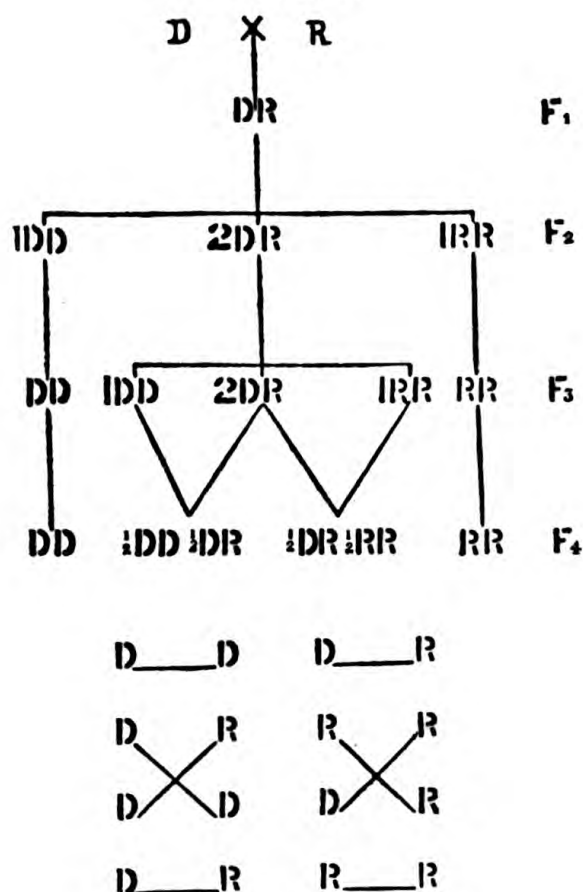 D X R
DR F1
1DD 2DR 1RR F2
DD 1DD 2DR 1RR RR F3
DD ½DD ½DR ½DR ½RR RR F4
D D D R
D R R R
D D D R
D R R R